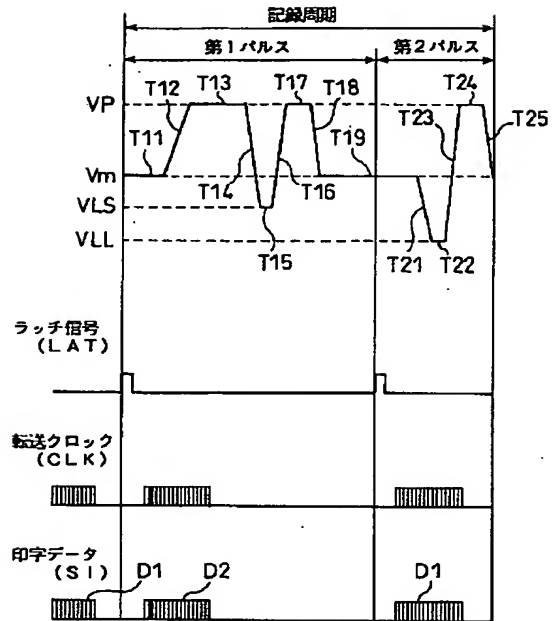 記録周期
第1パルス 第2パルス
T12 T13 T17 T18 T24
VP
T23 T25
T11 T19
Vm
T14 T16
VLS
VLL
T15 T21 T22
ラッチ信号
(LAT)
転送クロック
(CLK)
印字データ
(SI)
D1 D2 D1